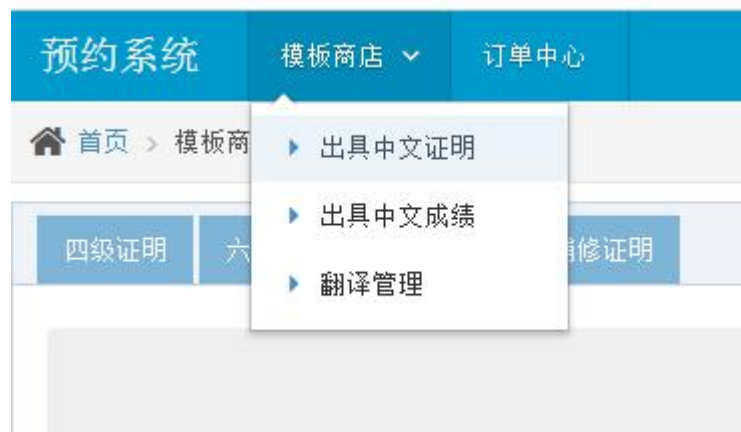 预约系统 模板商店 订单中心
首页 > 模板商
出具中文证明
出具中文成绩
四级证明 六 修证明
翻译管理